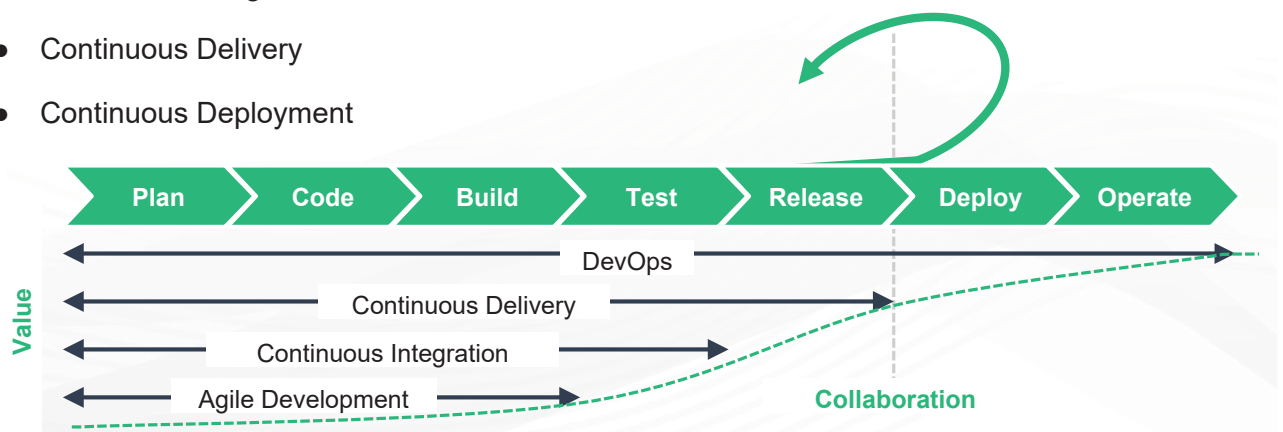 Continuous Delivery
Continuous Deployment
Plan Code Build Test Release Deploy Operate
DevOps
Continuous Delivery
Continuous Integration
Agile Development
Value
Collaboration